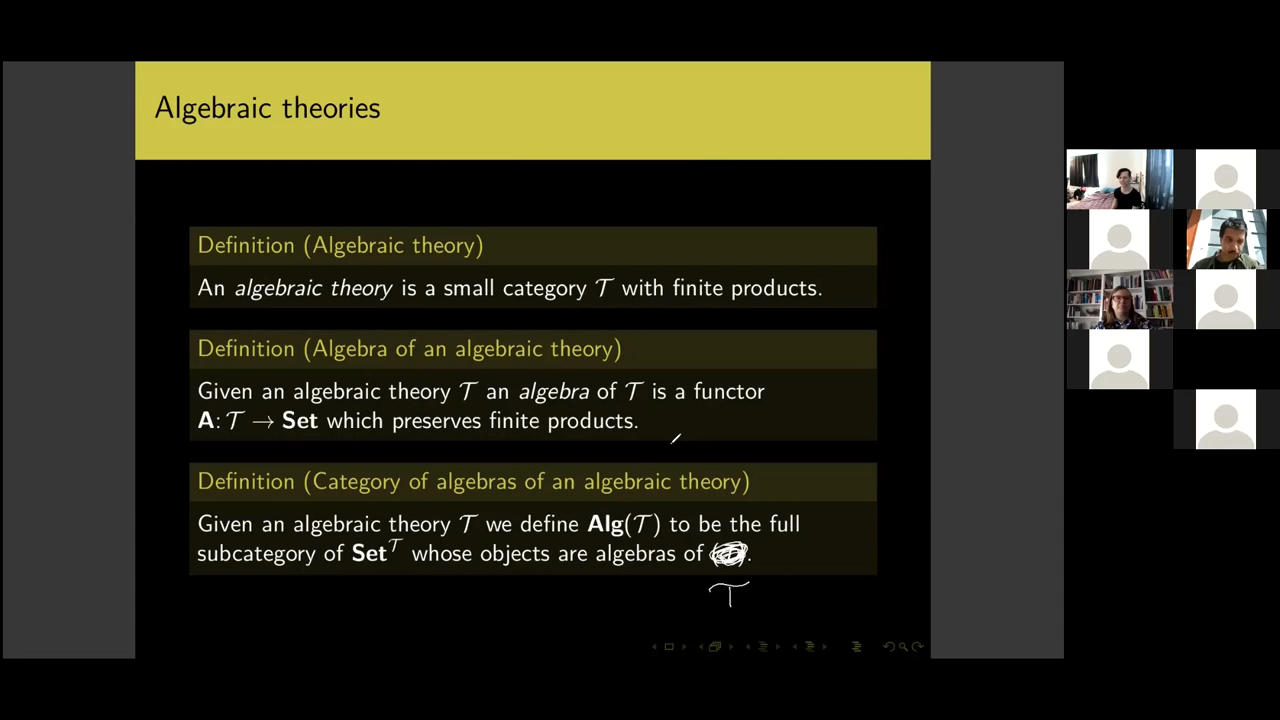 Algebraic theories
Definition (Algebraic theory)
An algebraic theory is a small category 𝒯 with finite products.
Definition (Algebra of an algebraic theory)
Given an algebraic theory 𝒯 an algebra of 𝒯 is a functor
A: 𝒯 → Set which preserves finite products.
Definition (Category of algebras of an algebraic theory)
Given an algebraic theory 𝒯 we define Alg(𝒯) to be the full
subcategory of Set^𝒯 whose objects are algebras of .
T